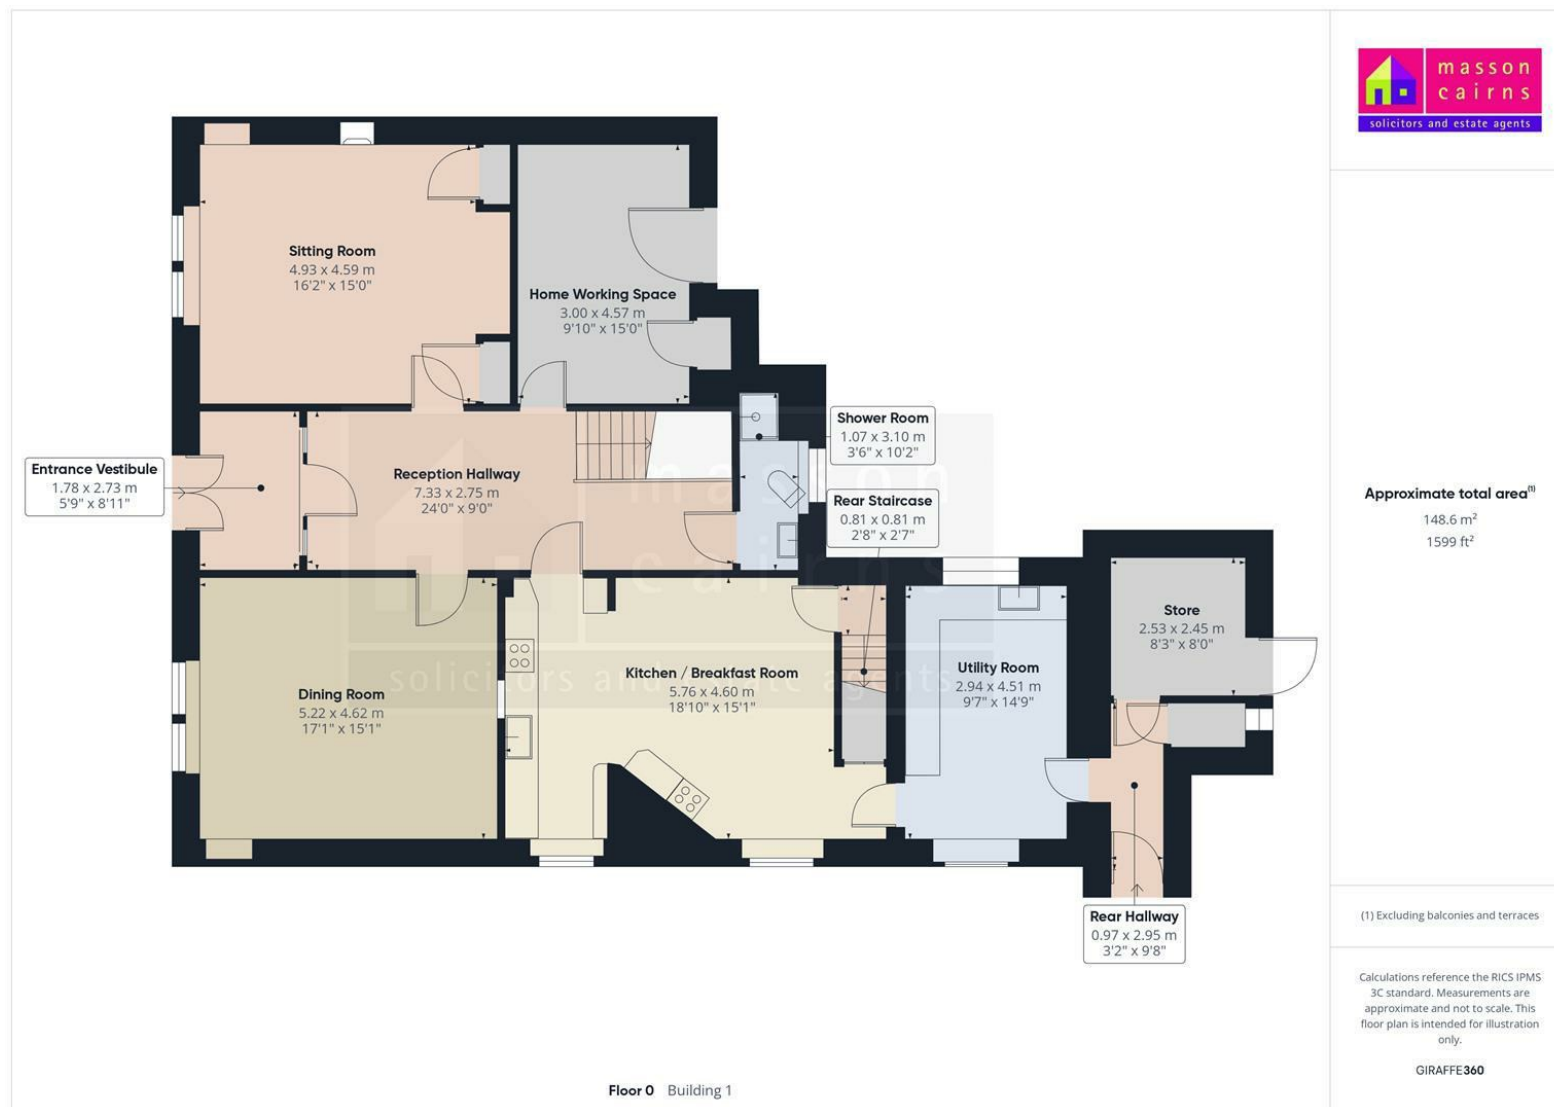 masson
cairns
solicitors and estate agents
Sitting Room
4.93 x 4.59 m
16'2" x 15'0"
Home Working Space
3.00 x 4.57 m
9'10" x 15'0"
Shower Room
1.07 x 3.10 m
3'6" x 10'2"
Entrance Vestibule
1.78 x 2.73 m
5'9" x 8'11"
Reception Hallway
7.33 x 2.75 m
24'0" x 9'0"
Rear Staircase
0.81 x 0.81 m
2'8" x 2'7"
masson
cairns
solicitors and estate agents
Dining Room
5.22 x 4.62 m
17'1" x 15'1"
Kitchen / Breakfast Room
5.76 x 4.60 m
18'10" x 15'1"
Utility Room
2.94 x 4.51 m
9'7" x 14'9"
Store
2.53 x 2.45 m
8'3" x 8'0"
Rear Hallway
0.97 x 2.95 m
3'2" x 9'8"
Approximate total area(1)
148.6 m²
1599 ft²
(1) Excluding balconies and terraces
Calculations reference the RICS IPMS
3C standard. Measurements are
approximate and not to scale. This
floor plan is intended for illustration
only.
GIRAFFE360
Floor 0 Building 1